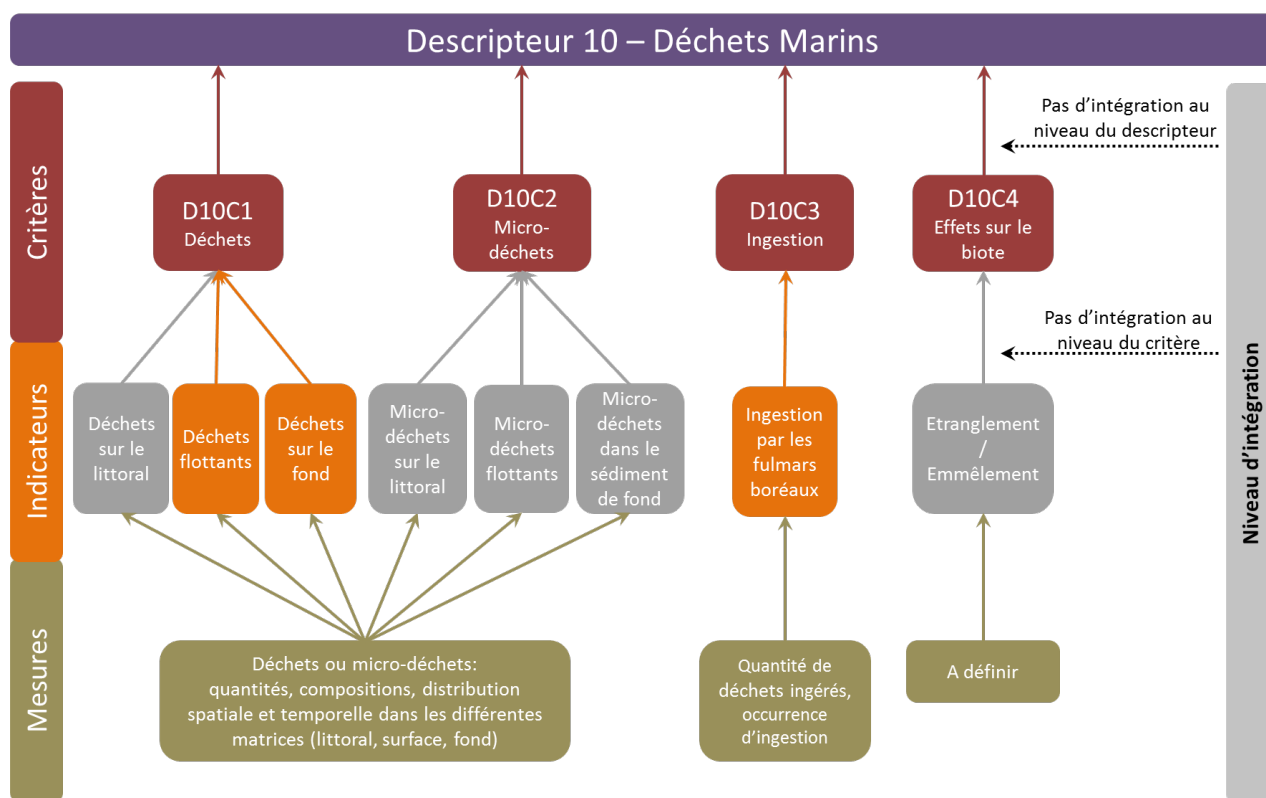 Descripteur 10 – Déchets Marins
Critères
Pas d'intégration au
niveau du descripteur
D10C1
Déchets
D10C2
Micro-
déchets
D10C3
Ingestion
D10C4
Effets sur le
biote
Pas d'intégration au
niveau du critère
Niveau d'intégration
Indicateurs
Déchets
sur le
littoral
Déchets
flottants
Déchets
sur le
fond
Micro-
déchets
sur le
littoral
Micro-
déchets
flottants
Micro-
déchets
dans le
sédiment
de fond
Ingestion
par les
fulmars
boréaux
Etranglement
/
Emmêlement
Mesures
Déchets ou micro-déchets:
quantités, compositions, distribution
spatiale et temporelle dans les différentes
matrices (littoral, surface, fond)
Quantité de
déchets ingérés,
occurrence
d'ingestion
A définir